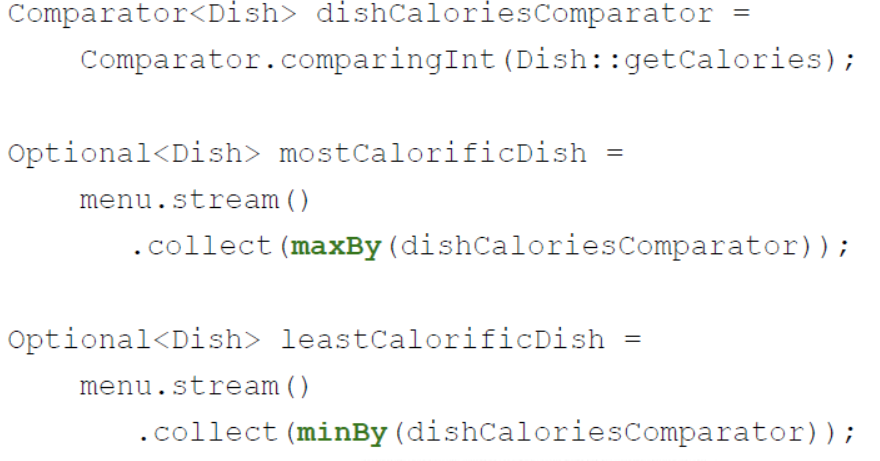 Comparator<Dish> dishCaloriesComparator =
Comparator.comparingInt(Dish::getCalories);
Optional<Dish> mostCalorificDish =
menu.stream()
.collect(maxBy(dishCaloriesComparator));
Optional<Dish> leastCalorificDish =
menu.stream()
.collect(minBy(dishCaloriesComparator));